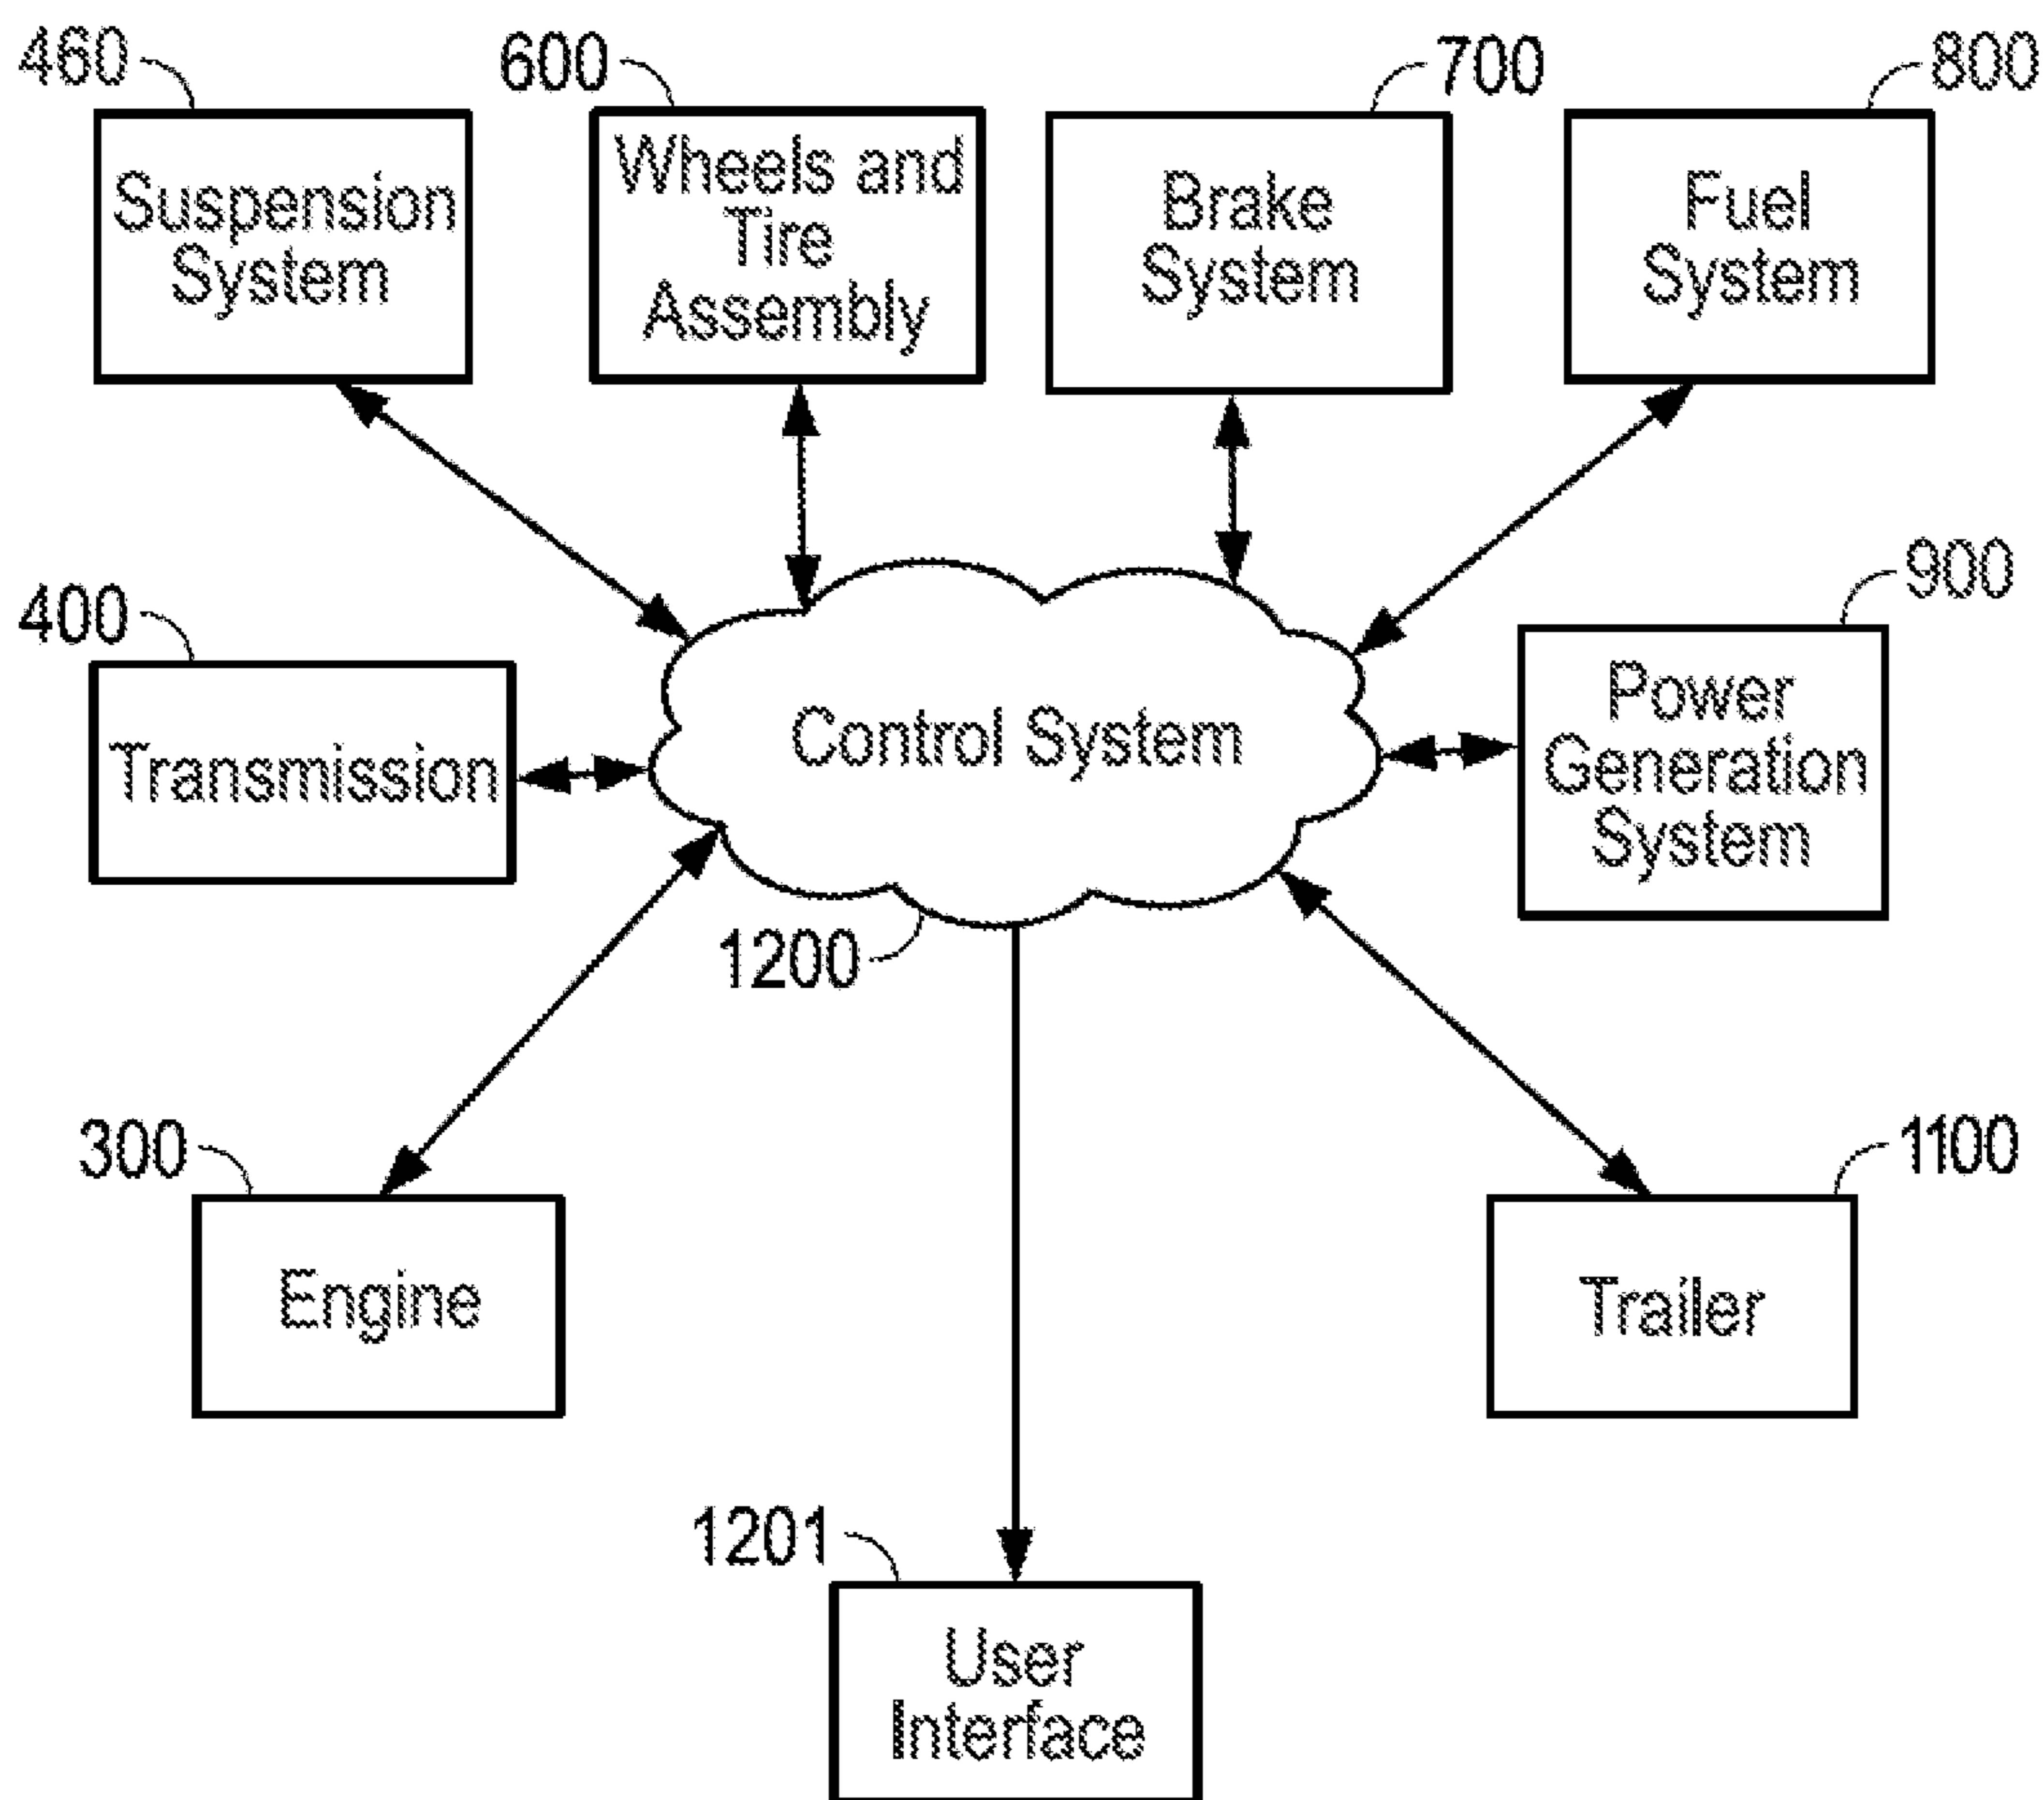 460
600
700
800
Suspension
System
Wheels and
Tire
Assembly
Brake
System
Fuel
System
400
900
Transmission
Control System
Power
Generation
System
1200
300
1100
Engine
Trailer
1201
User
Interface